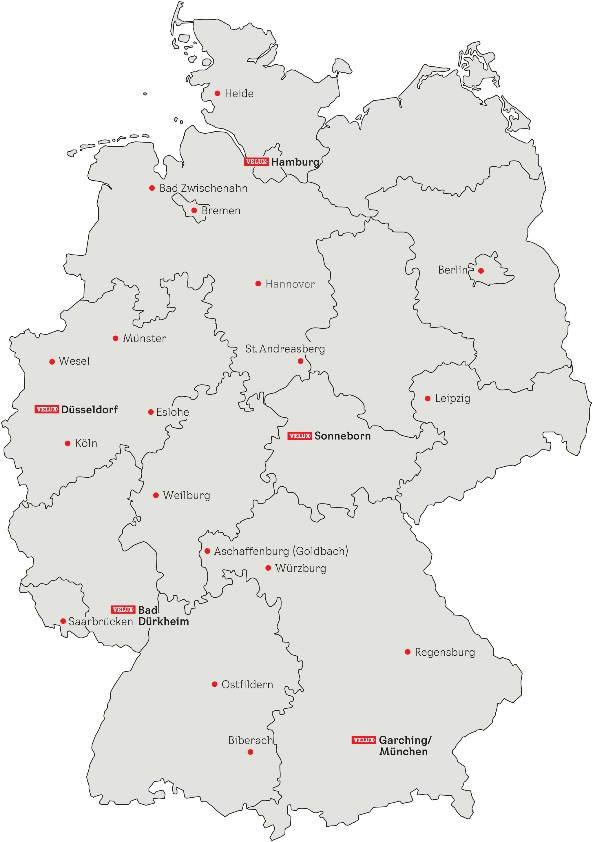 Heide
VELUX Hamburg
Bad Zwischenahn
Bremen
Berlin
Hannover
Münster
St. Andreasberg
Wesel
Leipzig
VELUX Düsseldorf
Eslohe
VELUX Sonneborn
Köln
Weilburg
Aschaffenburg (Goldbach)
Würzburg
VELUX Bad
Dürkheim
Saarbrücken
Regensburg
Ostfildern
Biberach
VELUX Garching/
München